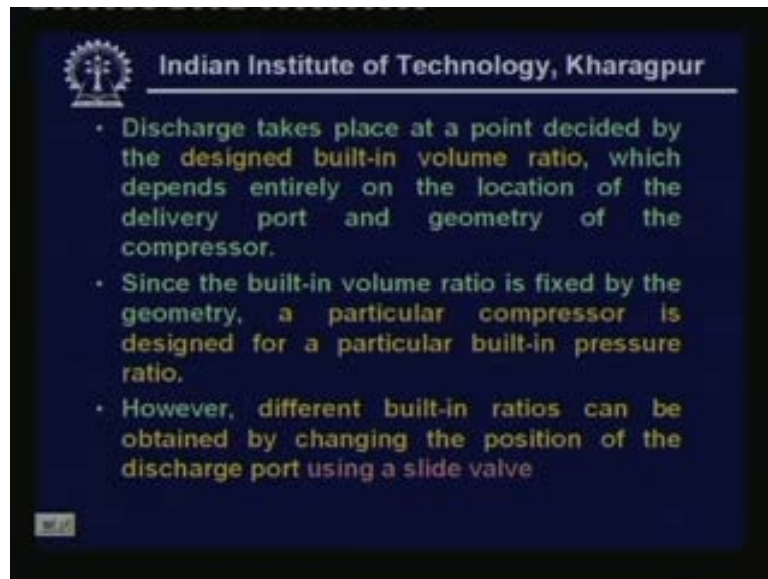 Indian Institute of Technology, Kharagpur
• Discharge takes place at a point decided by
the designed built-in volume ratio, which
depends entirely on the location of the
delivery port and geometry of the
compressor.
• Since the built-in volume ratio is fixed by the
geometry, a particular compressor is
designed for a particular built-in pressure
ratio.
• However, different built-in ratios can be
obtained by changing the position of the
discharge port using a slide valve